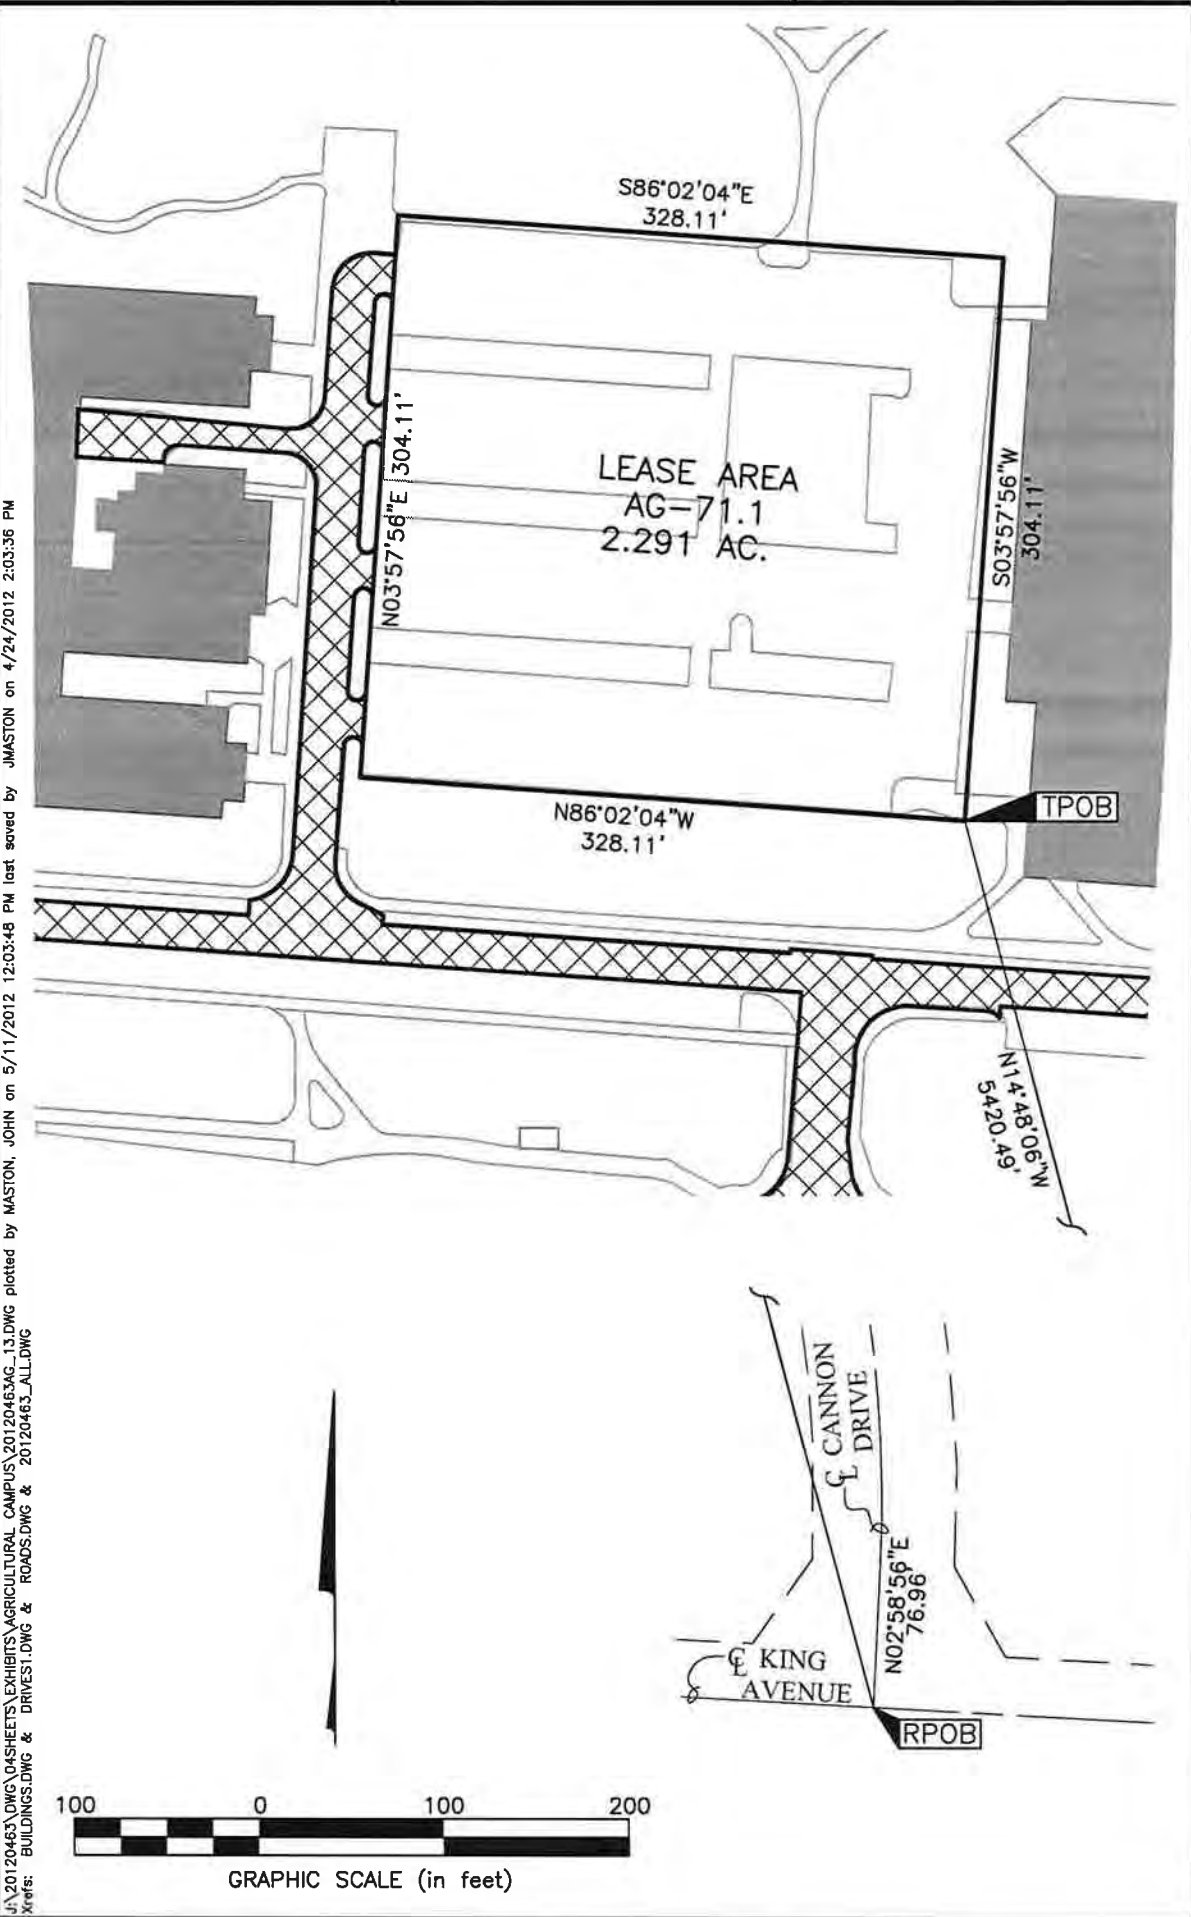 S86°02'04"E
328.11'
N03°57'56"E 304.11'
LEASE AREA
AG-71.1
2.291 AC.
S03°57'56"W
304.11'
TPOB
N86°02'04"W
328.11'
N14°48'06"W
5420.49'
℄ CANNON
DRIVE
N02°58'56"E
76.96'
℄ KING
AVENUE
RPOB
100 0 100 200
GRAPHIC SCALE (in feet)
J:\20120463\DWG\04SHEETS\EXHIBITS\AGRICULTURAL CAMPUS\20120463AG_13.DWG plotted by MASTON, JOHN on 5/11/2012 12:03:48 PM last saved by JMASTON on 4/24/2012 2:03:36 PM
Xrefs: BUILDINGS.DWG & DRIVES1.DWG & ROADS.DWG & 20120463_ALL.DWG